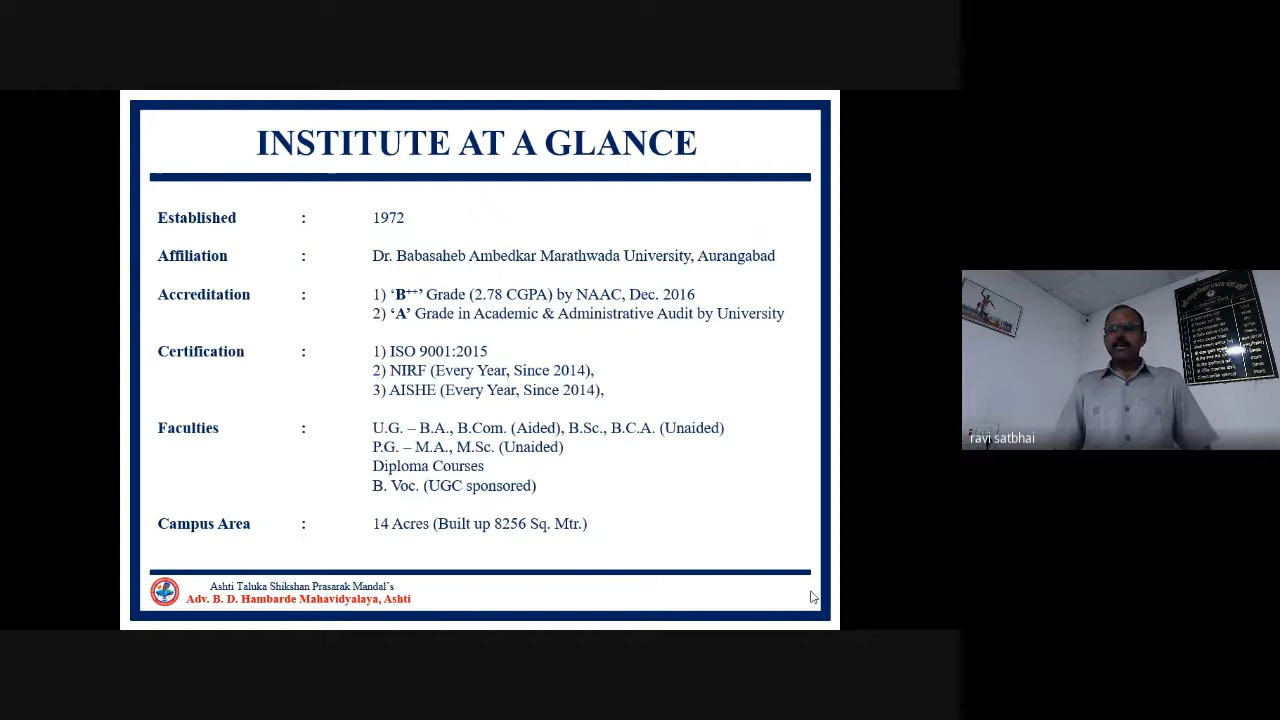 INSTITUTE AT A GLANCE
Established : 1972
Affiliation : Dr. Babasaheb Ambedkar Marathwada University, Aurangabad
Accreditation : 1) ‘B++’ Grade (2.78 CGPA) by NAAC, Dec. 2016
2) ‘A’ Grade in Academic & Administrative Audit by University
Certification : 1) ISO 9001:2015
2) NIRF (Every Year, Since 2014),
3) AISHE (Every Year, Since 2014),
Faculties : U.G. – B.A., B.Com. (Aided), B.Sc., B.C.A. (Unaided)
P.G. – M.A., M.Sc. (Unaided)
Diploma Courses
B. Voc. (UGC sponsored)
Campus Area : 14 Acres (Built up 8256 Sq. Mtr.)
Ashti Taluka Shikshan Prasarak Mandal’s
Adv. B. D. Hambarde Mahavidyalaya, Ashti
ravi satbhai